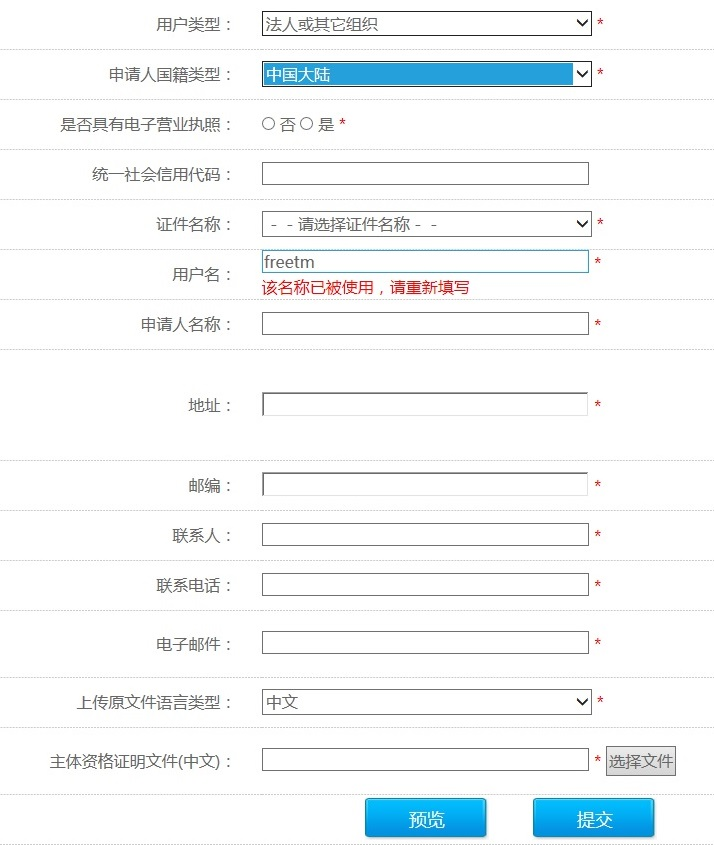 用户类型： 法人或其它组织 *
申请人国籍类型： 中国大陆 *
是否具有电子营业执照： 否 是 *
统一社会信用代码：
证件名称： －－请选择证件名称－－ *
用户名： freetm *
该名称已被使用，请重新填写
申请人名称： *
地址： *
邮编： *
联系人： *
联系电话： *
电子邮件： *
上传原文件语言类型： 中文 *
主体资格证明文件(中文)： * 选择文件
预览 提交